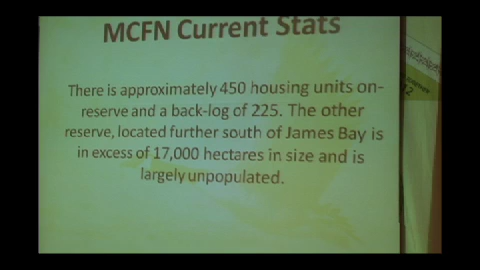 MCFN Current Stats
There is approximately 450 housing units on-
reserve and a back-log of 225. The other
reserve, located further south of James Bay is
in excess of 17,000 hectares in size and is
largely unpopulated.